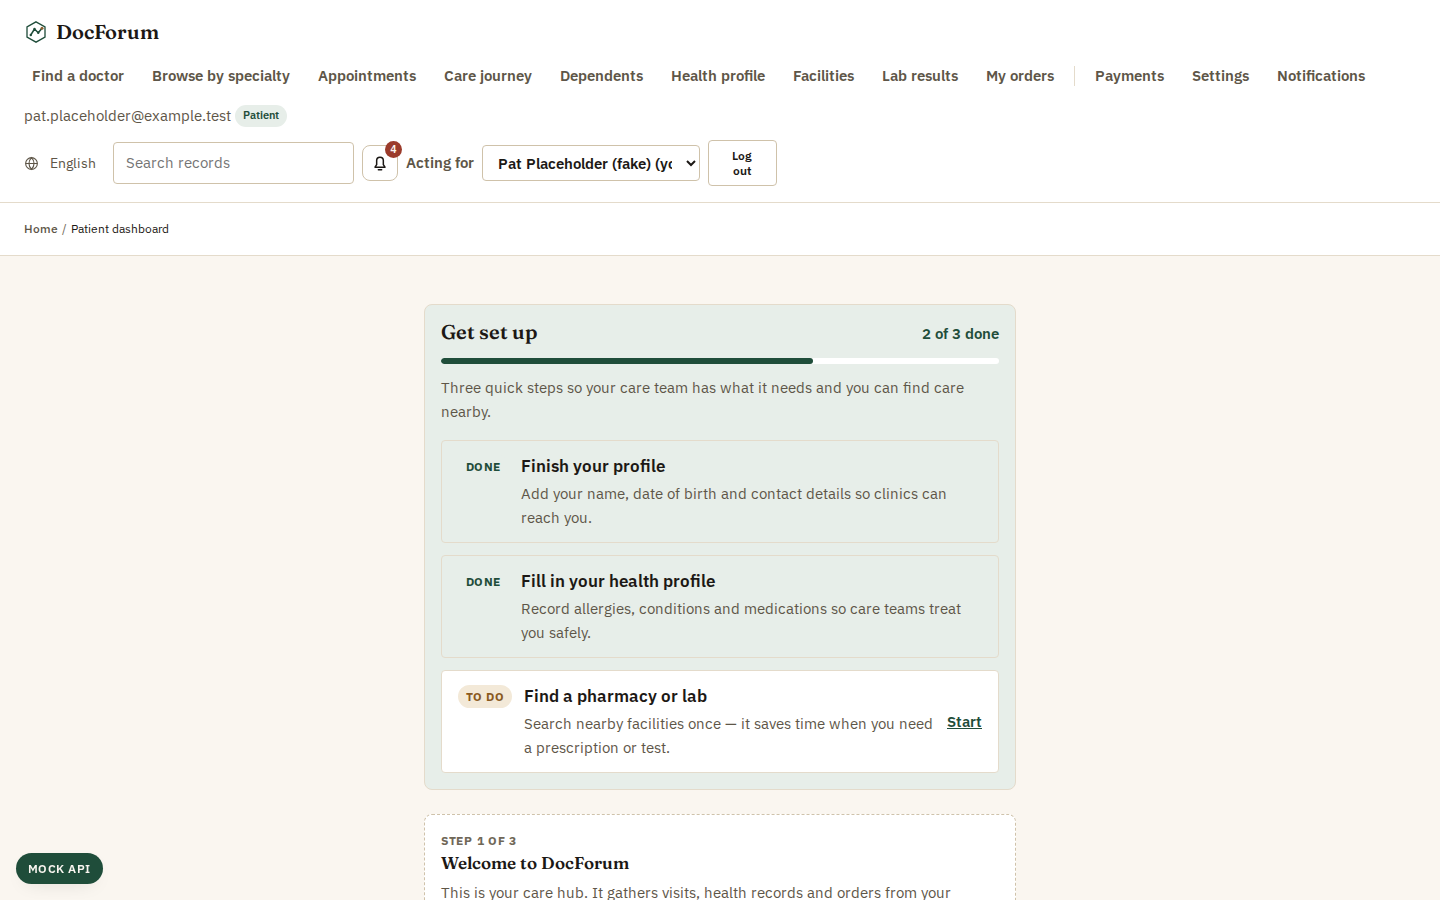 DocForum
Find a doctor Browse by specialty Appointments Care journey Dependents Health profile Facilities Lab results My orders Payments Settings Notifications
pat.placeholder@example.test Patient
English Search records 4 Acting for Pat Placeholder (fake) (yo Log out
Home / Patient dashboard
Get set up 2 of 3 done
Three quick steps so your care team has what it needs and you can find care
nearby.
DONE Finish your profile
Add your name, date of birth and contact details so clinics can
reach you.
DONE Fill in your health profile
Record allergies, conditions and medications so care teams treat
you safely.
TO DO Find a pharmacy or lab
Search nearby facilities once — it saves time when you need Start
a prescription or test.
STEP 1 OF 3
Welcome to DocForum
This is your care hub. It gathers visits, health records and orders from your
MOCK API